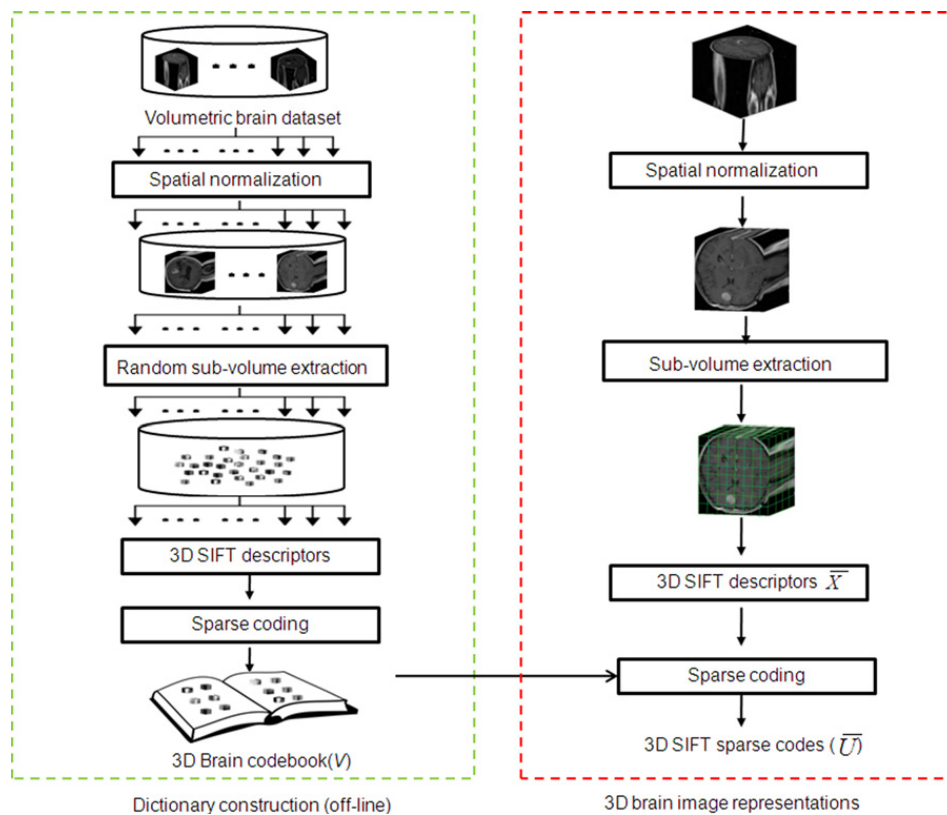 Volumetric brain dataset
Spatial normalization
Random sub-volume extraction
3D SIFT descriptors
Sparse coding
3D Brain codebook(V)
Dictionary construction (off-line)
Spatial normalization
Sub-volume extraction
3D SIFT descriptors X̅
Sparse coding
3D SIFT sparse codes ( U̅ )
3D brain image representations